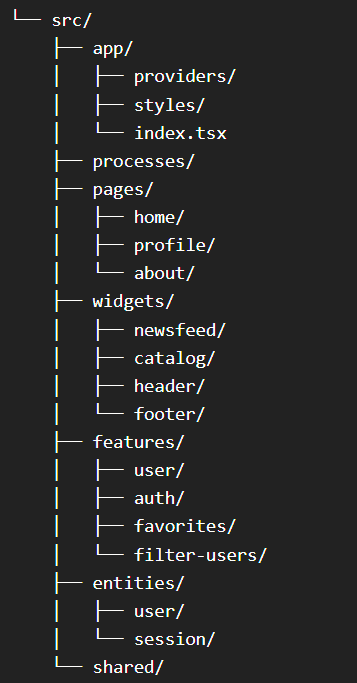 └── src/
    ├── app/
    │   ├── providers/
    │   ├── styles/
    │   └── index.tsx
    ├── processes/
    ├── pages/
    │   ├── home/
    │   ├── profile/
    │   └── about/
    ├── widgets/
    │   ├── newsfeed/
    │   ├── catalog/
    │   ├── header/
    │   └── footer/
    ├── features/
    │   ├── user/
    │   ├── auth/
    │   ├── favorites/
    │   └── filter-users/
    ├── entities/
    │   ├── user/
    │   └── session/
    └── shared/